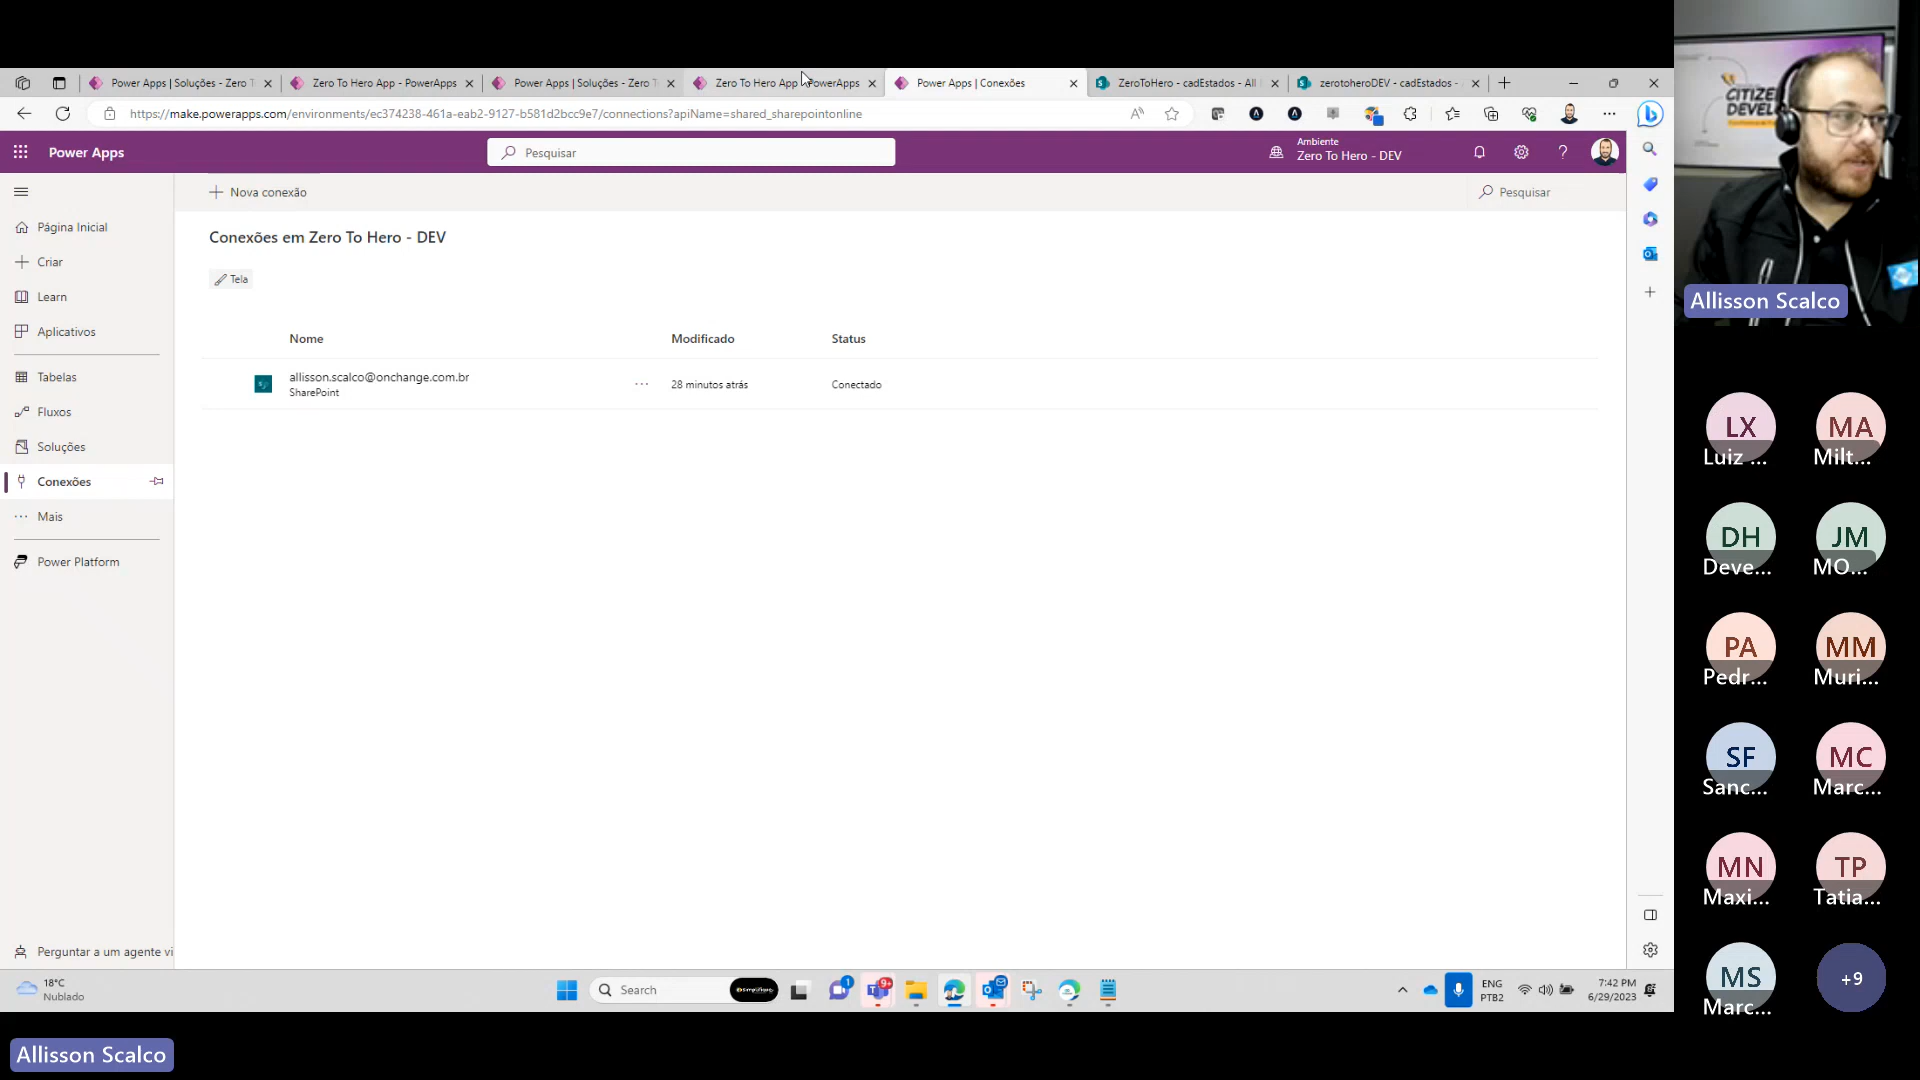 Power Apps | Soluções - Zero T
Zero To Hero App - PowerApps
Power Apps | Soluções - Zero T
Zero To Hero App - PowerApps
Power Apps | Conexões
ZeroToHero - cadEstados - All
zerotoheroDEV - cadEstados -
https://make.powerapps.com/environments/ec374238-461a-eab2-9127-b581d2bcc9e7/connections?apiName=shared_sharepointonline
Power Apps
Pesquisar
Ambiente
Zero To Hero - DEV
Nova conexão
Pesquisar
Página Inicial
Criar
Learn
Aplicativos
Tabelas
Fluxos
Soluções
Conexões
Mais
Power Platform
Perguntar a um agente vi
Conexões em Zero To Hero - DEV
Tela
Nome
Modificado
Status
allisson.scalco@onchange.com.br
SharePoint
28 minutos atrás
Conectado
18°C
Nublado
Search
1
9+
ENG
PTB2
7:42 PM
6/29/2023
Allisson Scalco
CITIZE
DEVEL
Allisson Scalco
LX
Luiz ...
MA
Milt...
DH
Deve...
JM
MO...
PA
Pedr...
MM
Muri...
SF
Sanc...
MC
Marc...
MN
Maxi...
TP
Tatia...
MS
Marc...
+9